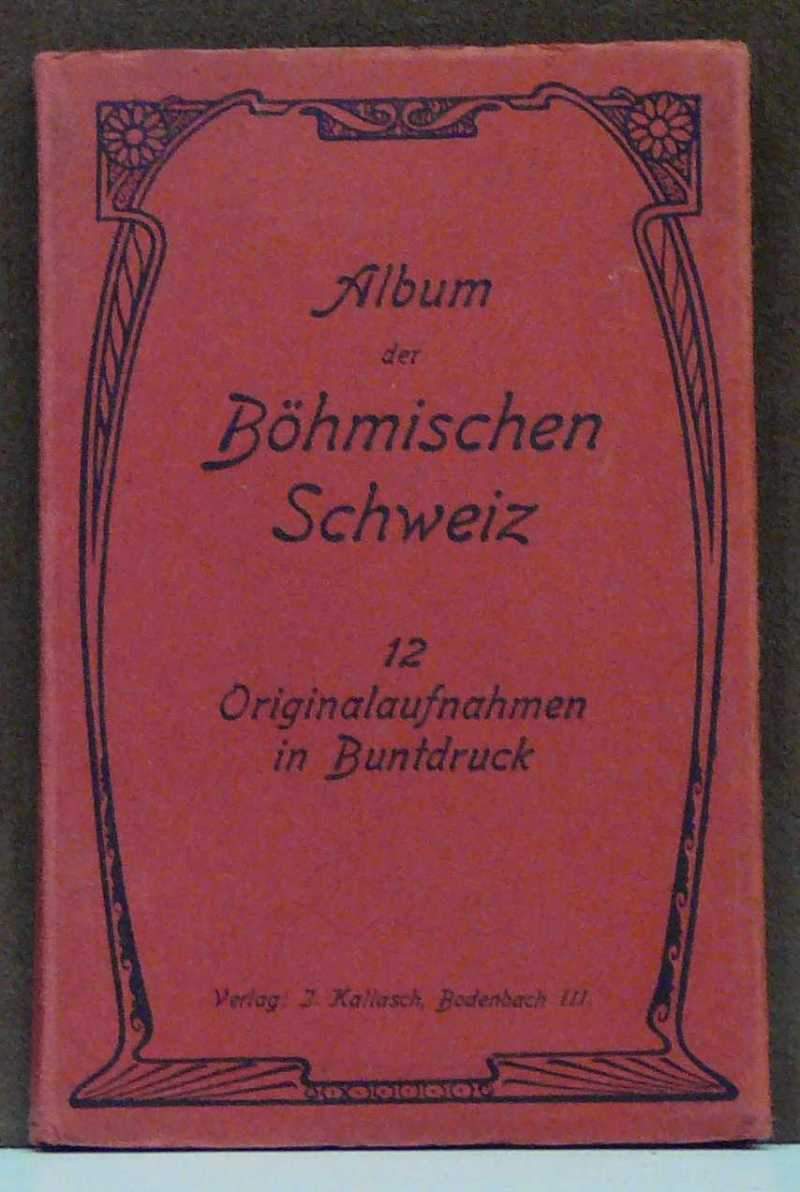 Album
der
Böhmischen
Schweiz
12
Originalaufnahmen
in Buntdruck
Verlag: J. Kallasch, Bodenbach III.